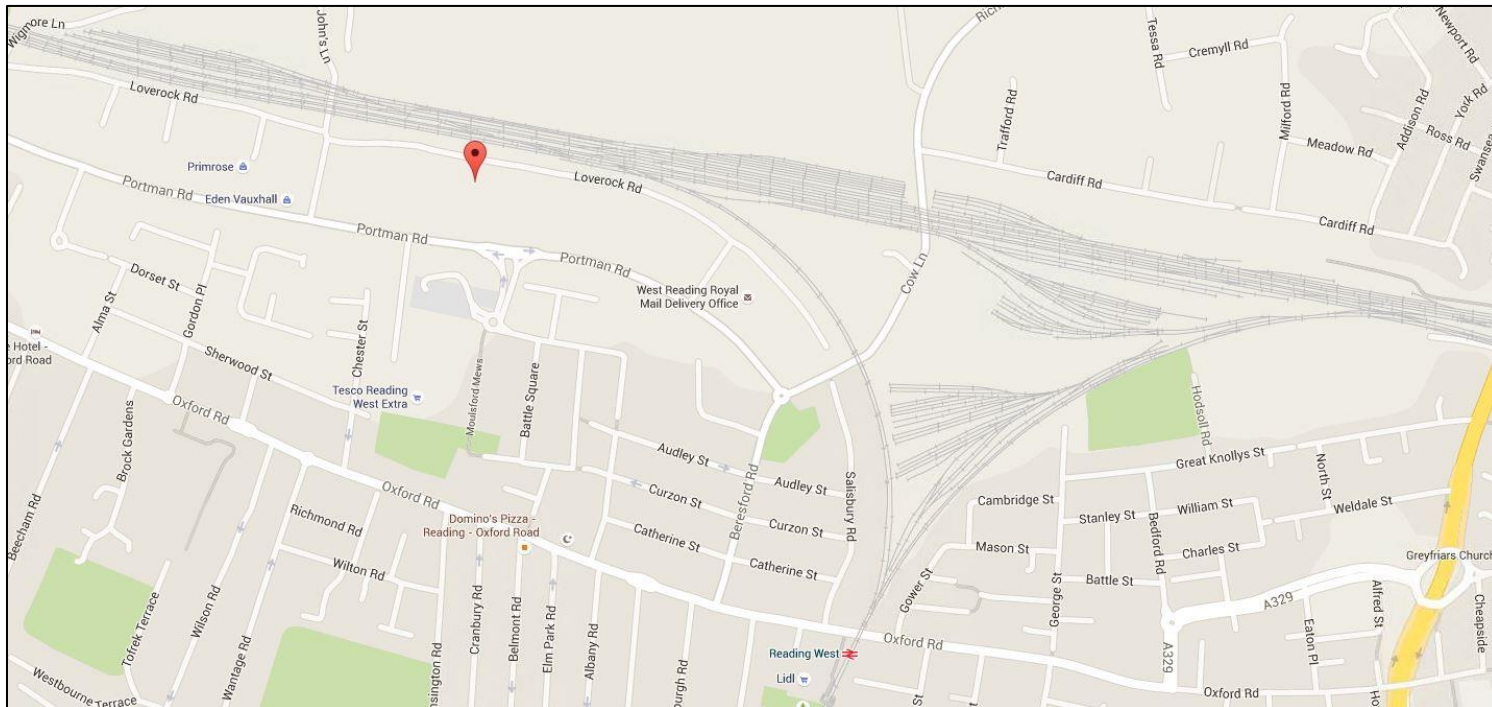 Wigmore Ln
John's Ln
Tessa Rd
Cremyll Rd
Newport Rd
Loverock Rd
Trafford Rd
Milford Rd
Addison Rd
York Rd
Ross Rd
Swansea
Meadow Rd
Primrose
Loverock Rd
Cardiff Rd
Portman Rd
Eden Vauxhall
Cardiff Rd
Portman Rd
Portman Rd
Cow Ln
Dorset St
Gordon Pl
Alma St
West Reading Royal
Mail Delivery Office
e Hotel -
ord Road
Sherwood St
Chester St
Moulsford Mews
Battle Square
Tesco Reading
West Extra
Hodsoll Rd
Oxford Rd
Brock Gardens
Audley St
Audley St
Salisbury Rd
Great Knollys St
North St
Beecham Rd
Oxford Rd
Curzon St
Curzon St
Beresford Rd
Cambridge St
Stanley St
William St
Weldale St
Richmond Rd
Domino's Pizza -
Reading - Oxford Road
Catherine St
Catherine St
Mason St
Bedford Rd
Charles St
Wilton Rd
Battle St
Greyfriars Church
Gower St
George St
A329
Alfred St
Cheapside
Tofrek Terrace
Wilson Rd
Wantage Rd
Cranbury Rd
Belmont Rd
Elm Park Rd
Albany Rd
Oxford Rd
Eaton Pl
Reading West
A329
Lidl
Oxford Rd
Westbourne Terrace
nsington Rd
burgh Rd